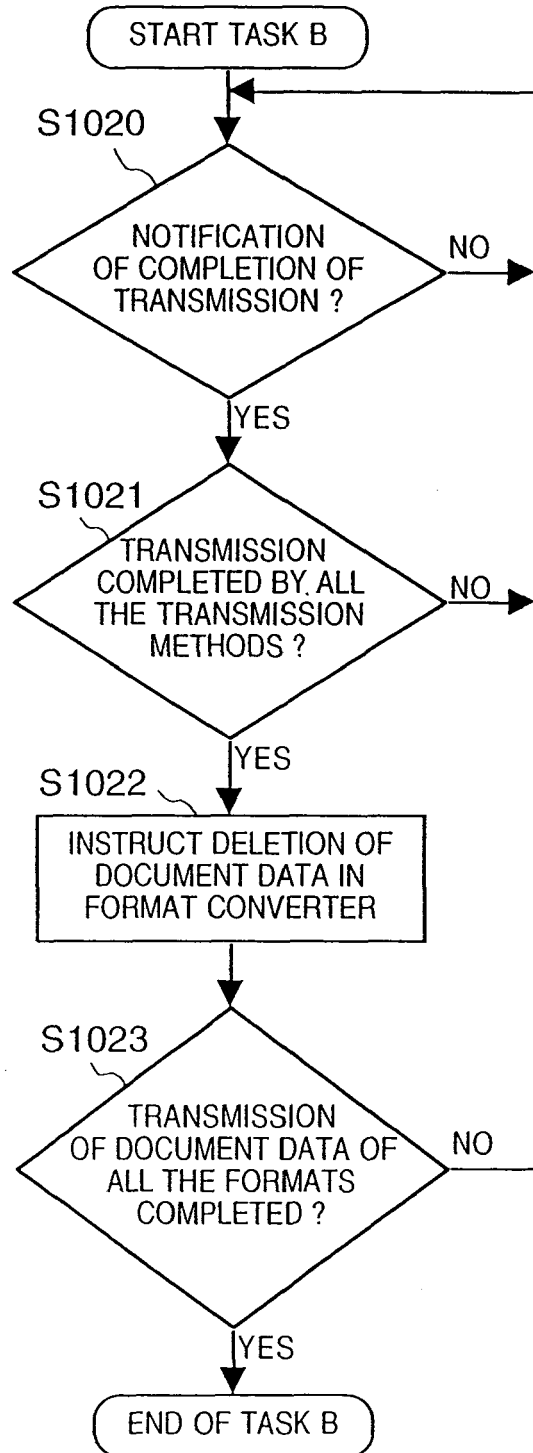 START TASK B
S1020
NOTIFICATION
OF COMPLETION OF
TRANSMISSION ?
NO
YES
S1021
TRANSMISSION
COMPLETED BY. ALL
THE TRANSMISSION
METHODS ?
NO
YES
S1022
INSTRUCT DELETION OF
DOCUMENT DATA IN
FORMAT CONVERTER
S1023
TRANSMISSION
OF DOCUMENT DATA OF
ALL THE FORMATS
COMPLETED ?
NO
YES
END OF TASK B